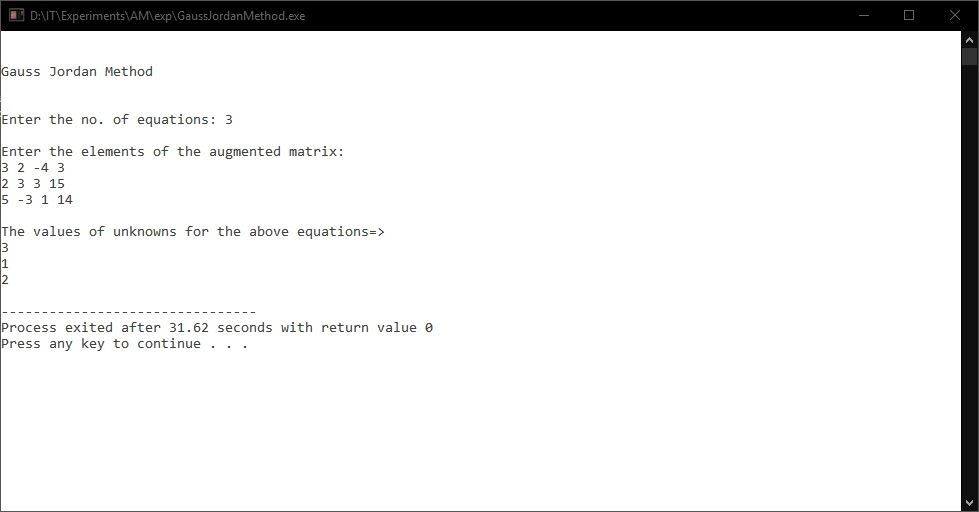 D:\IT\Experiments\AM\exp\GaussJordanMethod.exe
Gauss Jordan Method
Enter the no. of equations: 3
Enter the elements of the augmented matrix:
3 2 -4 3
2 3 3 15
5 -3 1 14
The values of unknowns for the above equations=>
3
1
2
--------------------------------
Process exited after 31.62 seconds with return value 0
Press any key to continue . . .